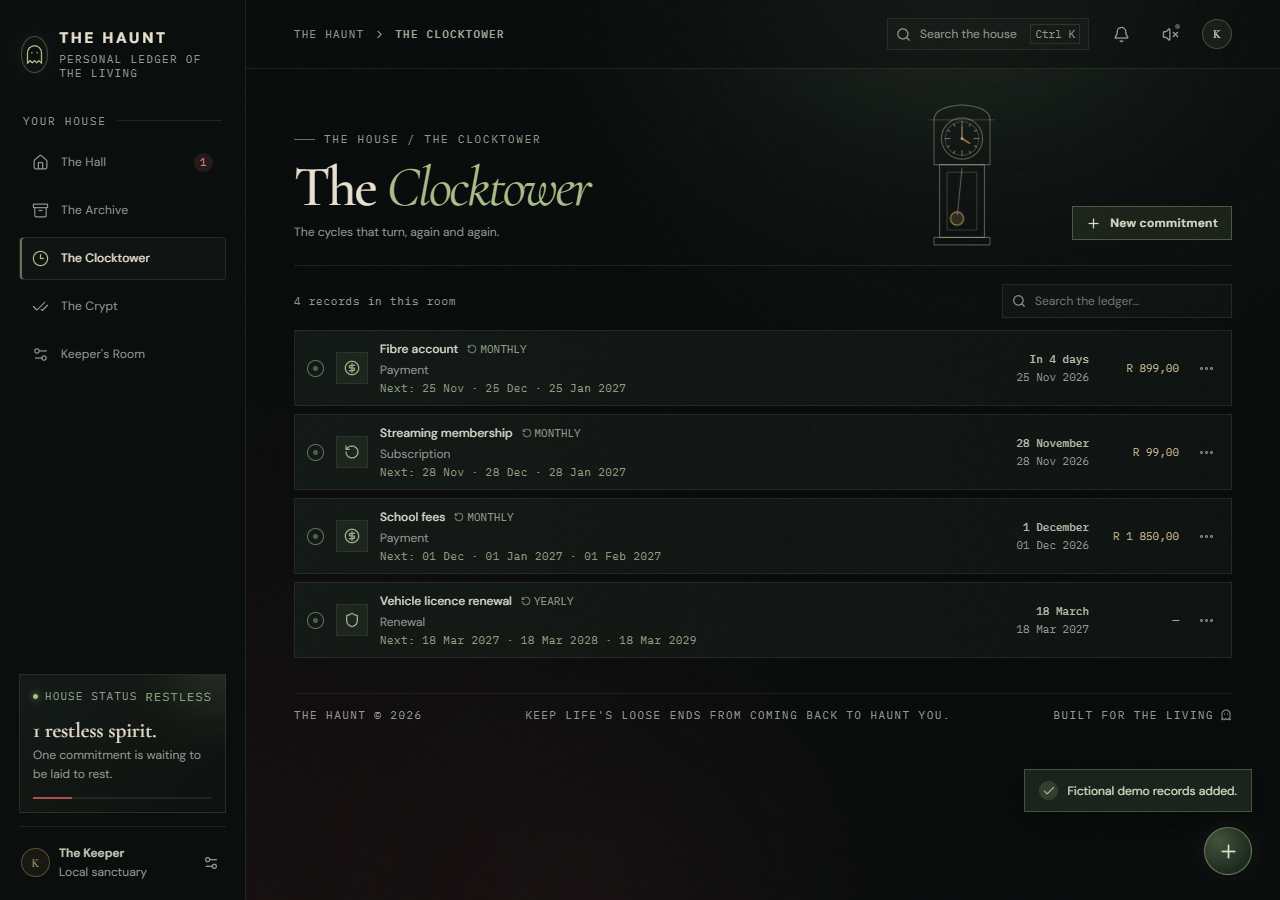 THE HAUNT
PERSONAL LEDGER OF
THE LIVING
YOUR HOUSE
The Hall 1
The Archive
The Clocktower
The Crypt
Keeper's Room
HOUSE STATUS RESTLESS
1 restless spirit.
One commitment is waiting to
be laid to rest.
K The Keeper
Local sanctuary
THE HAUNT > THE CLOCKTOWER
Search the house Ctrl K
K
THE HOUSE / THE CLOCKTOWER
The Clocktower
The cycles that turn, again and again.
+ New commitment
4 records in this room
Search the ledger…
Fibre account MONTHLY
Payment
Next: 25 Nov · 25 Dec · 25 Jan 2027
In 4 days
25 Nov 2026
R 899,00
Streaming membership MONTHLY
Subscription
Next: 28 Nov · 28 Dec · 28 Jan 2027
28 November
28 Nov 2026
R 99,00
School fees MONTHLY
Payment
Next: 01 Dec · 01 Jan 2027 · 01 Feb 2027
1 December
01 Dec 2026
R 1 850,00
Vehicle licence renewal YEARLY
Renewal
Next: 18 Mar 2027 · 18 Mar 2028 · 18 Mar 2029
18 March
18 Mar 2027
—
THE HAUNT © 2026
KEEP LIFE'S LOOSE ENDS FROM COMING BACK TO HAUNT YOU.
BUILT FOR THE LIVING
Fictional demo records added.